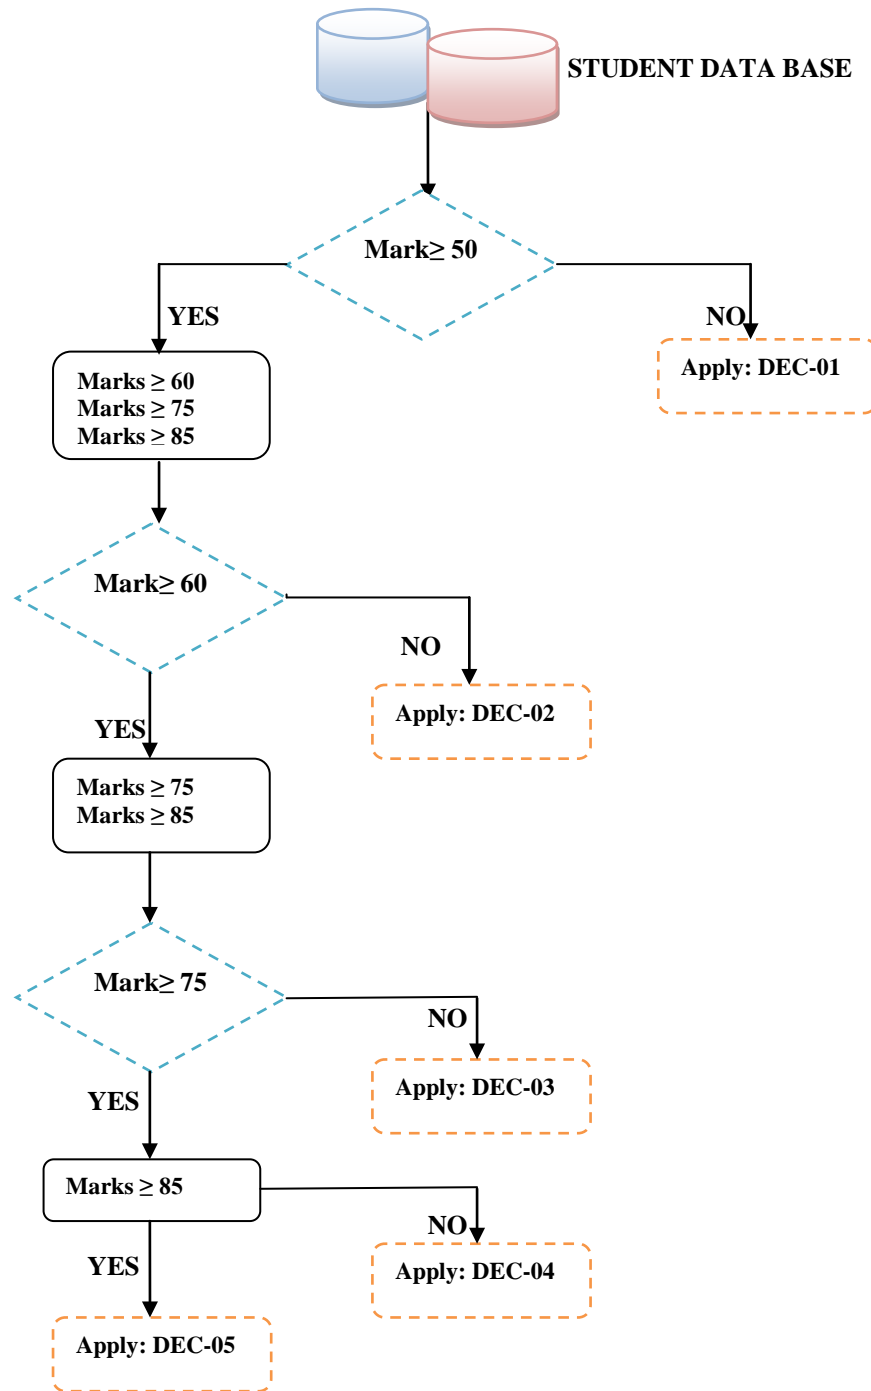 STUDENT DATA BASE
Mark≥ 50
YES
NO
Marks ≥ 60
Marks ≥ 75
Marks ≥ 85
Apply: DEC-01
Mark≥ 60
NO
Apply: DEC-02
YES
Marks ≥ 75
Marks ≥ 85
Mark≥ 75
NO
Apply: DEC-03
YES
Marks ≥ 85
NO
Apply: DEC-04
YES
Apply: DEC-05